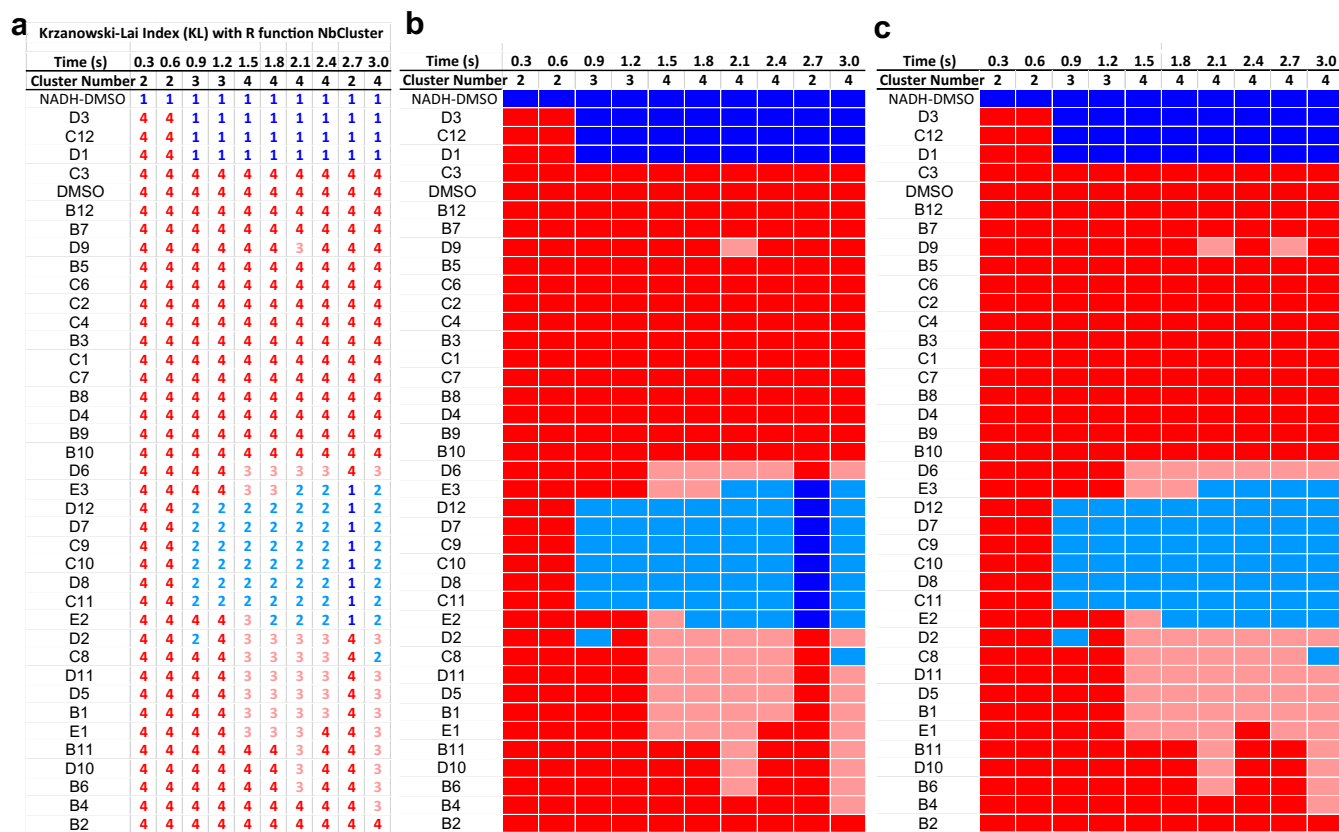 a
Krzanowski-Lai Index (KL) with R function NbCluster
Time (s) 0.3 0.6 0.9 1.2 1.5 1.8 2.1 2.4 2.7 3.0
Cluster Number 2 2 3 3 4 4 4 4 2 4
NADH-DMSO 1 1 1 1 1 1 1 1 1 1
D3 4 4 1 1 1 1 1 1 1 1
C12 4 4 1 1 1 1 1 1 1 1
D1 4 4 1 1 1 1 1 1 1 1
C3 4 4 4 4 4 4 4 4 4 4
DMSO 4 4 4 4 4 4 4 4 4 4
B12 4 4 4 4 4 4 4 4 4 4
B7 4 4 4 4 4 4 4 4 4 4
D9 4 4 4 4 4 4 3 4 4 4
B5 4 4 4 4 4 4 4 4 4 4
C6 4 4 4 4 4 4 4 4 4 4
C2 4 4 4 4 4 4 4 4 4 4
C4 4 4 4 4 4 4 4 4 4 4
B3 4 4 4 4 4 4 4 4 4 4
C1 4 4 4 4 4 4 4 4 4 4
C7 4 4 4 4 4 4 4 4 4 4
B8 4 4 4 4 4 4 4 4 4 4
D4 4 4 4 4 4 4 4 4 4 4
B9 4 4 4 4 4 4 4 4 4 4
B10 4 4 4 4 4 4 4 4 4 4
D6 4 4 4 4 3 3 3 3 4 3
E3 4 4 4 4 3 3 2 2 1 2
D12 4 4 2 2 2 2 2 2 1 2
D7 4 4 2 2 2 2 2 2 1 2
C9 4 4 2 2 2 2 2 2 1 2
C10 4 4 2 2 2 2 2 2 1 2
D8 4 4 2 2 2 2 2 2 1 2
C11 4 4 2 2 2 2 2 2 1 2
E2 4 4 4 4 3 2 2 2 1 2
D2 4 4 2 4 3 3 3 3 4 3
C8 4 4 4 4 3 3 3 3 4 2
D11 4 4 4 4 3 3 3 3 4 3
D5 4 4 4 4 3 3 3 3 4 3
B1 4 4 4 4 3 3 3 3 4 3
E1 4 4 4 4 3 3 3 4 4 3
B11 4 4 4 4 4 4 3 4 4 3
D10 4 4 4 4 4 4 3 4 4 3
B6 4 4 4 4 4 4 3 4 4 3
B4 4 4 4 4 4 4 4 4 4 3
B2 4 4 4 4 4 4 4 4 4 4
b
Time (s) 0.3 0.6 0.9 1.2 1.5 1.8 2.1 2.4 2.7 3.0
Cluster Number 2 2 3 3 4 4 4 4 2 4
NADH-DMSO
D3
C12
D1
C3
DMSO
B12
B7
D9
B5
C6
C2
C4
B3
C1
C7
B8
D4
B9
B10
D6
E3
D12
D7
C9
C10
D8
C11
E2
D2
C8
D11
D5
B1
E1
B11
D10
B6
B4
B2
c
Time (s) 0.3 0.6 0.9 1.2 1.5 1.8 2.1 2.4 2.7 3.0
Cluster Number 2 2 3 3 4 4 4 4 4 4
NADH-DMSO
D3
C12
D1
C3
DMSO
B12
B7
D9
B5
C6
C2
C4
B3
C1
C7
B8
D4
B9
B10
D6
E3
D12
D7
C9
C10
D8
C11
E2
D2
C8
D11
D5
B1
E1
B11
D10
B6
B4
B2